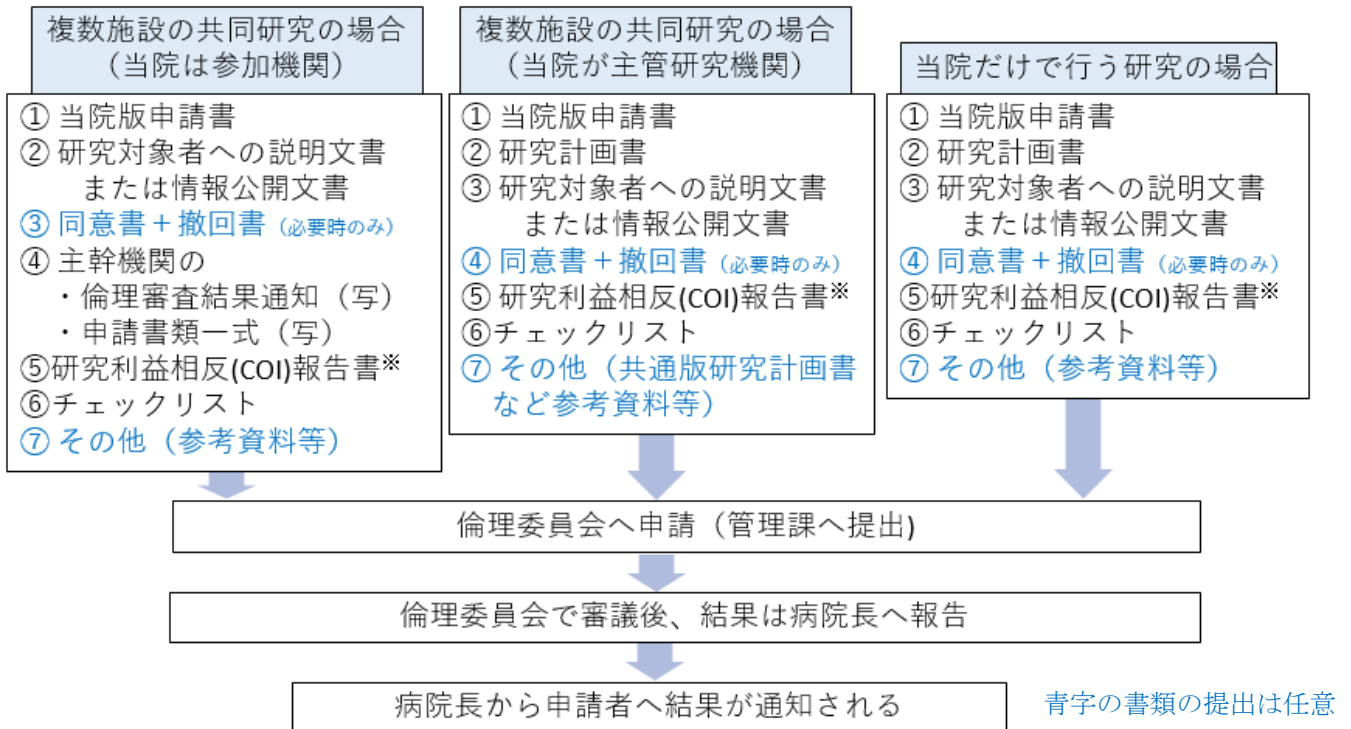 複数施設の共同研究の場合
(当院は参加機関)
① 当院版申請書
② 研究対象者への説明文書
または情報公開文書
③ 同意書+撤回書(必要時のみ)
④ 主幹機関の
・倫理審査結果通知(写)
・申請書類一式(写)
⑤研究利益相反(COI)報告書※
⑥チェックリスト
⑦ その他(参考資料等)
複数施設の共同研究の場合
(当院が主管研究機関)
① 当院版申請書
② 研究計画書
③ 研究対象者への説明文書
または情報公開文書
④ 同意書+撤回書(必要時のみ)
⑤ 研究利益相反(COI)報告書※
⑥チェックリスト
⑦ その他(共通版研究計画書
など参考資料等)
当院だけで行う研究の場合
① 当院版申請書
② 研究計画書
③ 研究対象者への説明文書
または情報公開文書
④ 同意書+撤回書(必要時のみ)
⑤研究利益相反(COI)報告書※
⑥チェックリスト
⑦ その他(参考資料等)
倫理委員会へ申請(管理課へ提出)
倫理委員会で審議後、結果は病院長へ報告
病院長から申請者へ結果が通知される
青字の書類の提出は任意